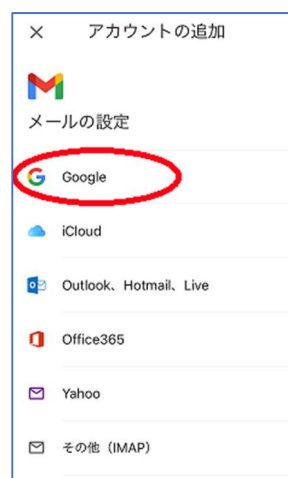 × アカウントの追加
メールの設定
Google
iCloud
Outlook、Hotmail、Live
Office365
Yahoo
その他（IMAP）